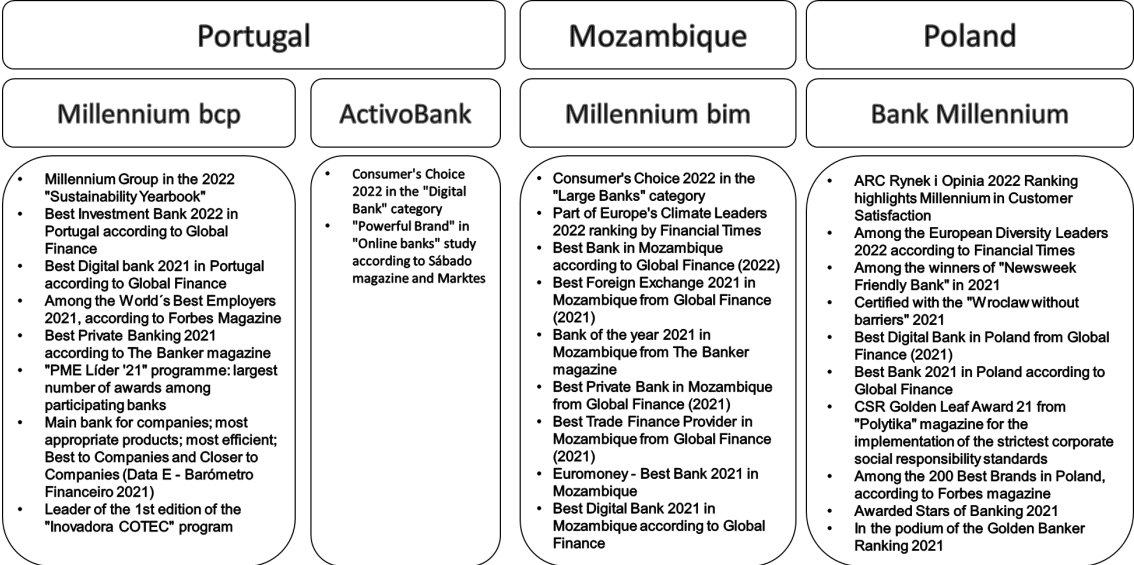 Portugal
Mozambique
Poland
Millennium bcp
ActivoBank
Millennium bim
Bank Millennium
• Millennium Group in the 2022
"Sustainability Yearbook"
• Best Investment Bank 2022 in
Portugal according to Global
Finance
• Best Digital bank 2021 in Portugal
according to Global Finance
• Among the World´s Best Employers
2021, according to Forbes Magazine
• Best Private Banking 2021
according to The Banker magazine
• "PME Líder '21" programme: largest
number of awards among
participating banks
• Main bank for companies; most
appropriate products; most efficient;
Best to Companies and Closer to
Companies (Data E - Barómetro
Financeiro 2021)
• Leader of the 1st edition of the
"Inovadora COTEC" program
• Consumer's Choice
2022 in the "Digital
Bank" category
• "Powerful Brand" in
"Online banks" study
according to Sábado
magazine and Marktes
• Consumer's Choice 2022 in the
"Large Banks" category
• Part of Europe's Climate Leaders
2022 ranking by Financial Times
• Best Bank in Mozambique
according to Global Finance (2022)
• Best Foreign Exchange 2021 in
Mozambique from Global Finance
(2021)
• Bank of the year 2021 in
Mozambique from The Banker
magazine
• Best Private Bank in Mozambique
from Global Finance (2021)
• Best Trade Finance Provider in
Mozambique from Global Finance
(2021)
• Euromoney - Best Bank 2021 in
Mozambique
• Best Digital Bank 2021 in
Mozambique according to Global
Finance
• ARC Rynek i Opinia 2022 Ranking
highlights Millennium in Customer
Satisfaction
• Among the European Diversity Leaders
2022 according to Financial Times
• Among the winners of "Newsweek
Friendly Bank" in 2021
• Certified with the "Wroclaw without
barriers" 2021
• Best Digital Bank in Poland from Global
Finance (2021)
• Best Bank 2021 in Poland according to
Global Finance
• CSR Golden Leaf Award 21 from
"Polytika" magazine for the
implementation of the strictest corporate
social responsibility standards
• Among the 200 Best Brands in Poland,
according to Forbes magazine
• Awarded Stars of Banking 2021
• In the podium of the Golden Banker
Ranking 2021